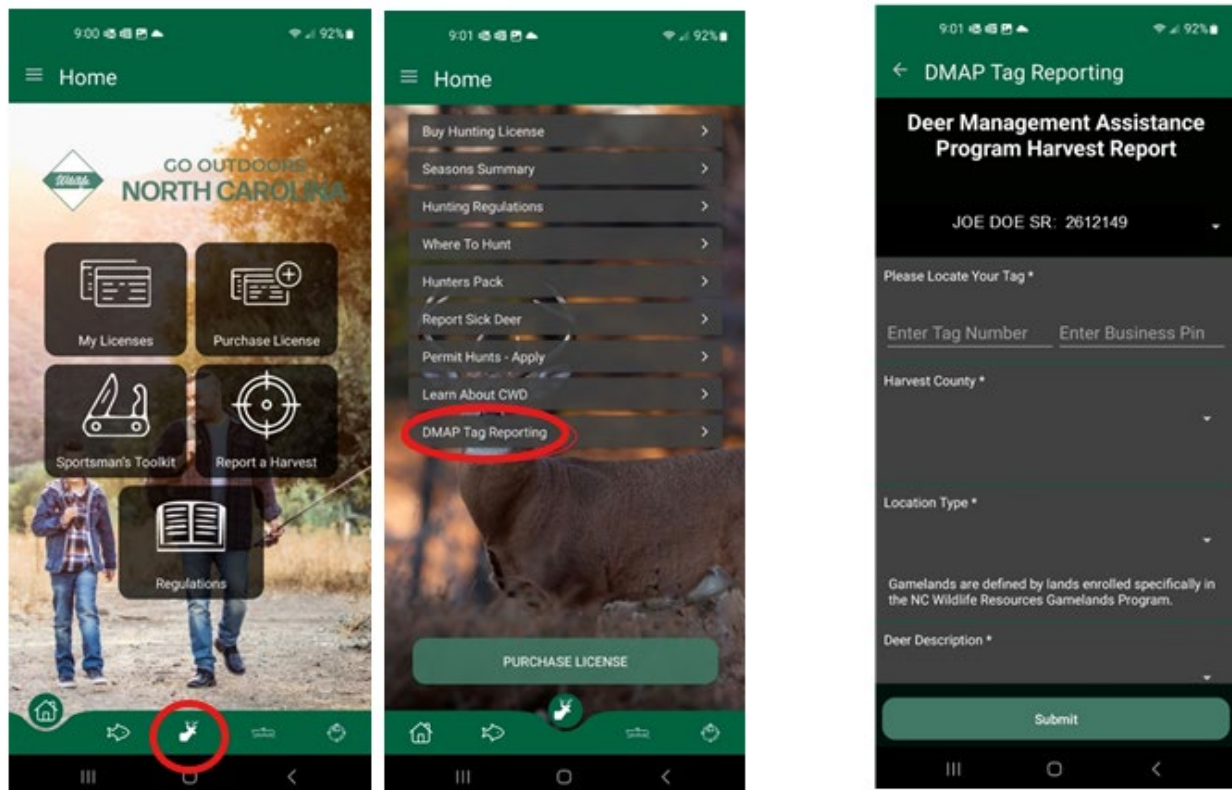 9:00
92%
Home
GO OUTDOORS
NORTH CAROLINA
My Licenses
Purchase License
Sportsman's Toolkit
Report a Harvest
Regulations
9:01
92%
Home
Buy Hunting License
Seasons Summary
Hunting Regulations
Where To Hunt
Hunters Pack
Report Sick Deer
Permit Hunts - Apply
Learn About CWD
DMAP Tag Reporting
PURCHASE LICENSE
9:01
92%
DMAP Tag Reporting
Deer Management Assistance
Program Harvest Report
JOE DOE SR: 2612149
Please Locate Your Tag *
Enter Tag Number Enter Business Pin
Harvest County *
Location Type *
Gamelands are defined by lands enrolled specifically in
the NC Wildlife Resources Gamelands Program.
Deer Description *
Submit